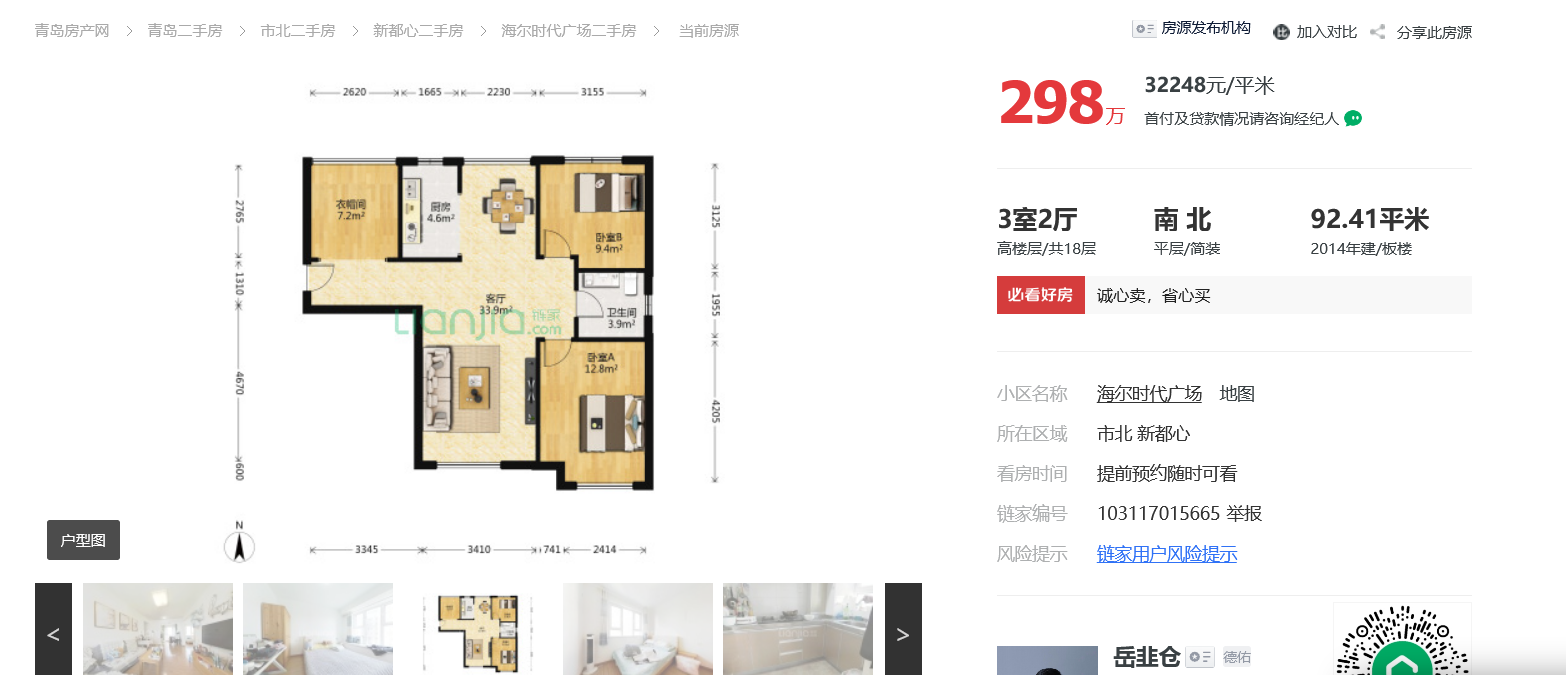 青岛房产网 > 青岛二手房 > 市北二手房 > 新都心二手房 > 海尔时代广场二手房 > 当前房源
房源发布机构 加入对比 分享此房源
2620 1665 2230 3155
2765
1310
4670
600
衣帽间
7.2m²
厨房
4.6m²
卧室B
9.4m²
客厅
33.9m²
卫生间
3.9m²
卧室A
12.8m²
lianjia 链家
.com
3125
1955
4205
N
3345 3410 741 2414
户型图
< >
298万
32248元/平米
首付及贷款情况请咨询经纪人
3室2厅 南 北 92.41平米
高楼层/共18层 平层/简装 2014年建/板楼
必看好房 诚心卖，省心买
小区名称 海尔时代广场 地图
所在区域 市北 新都心
看房时间 提前预约随时可看
链家编号 103117015665 举报
风险提示 链家用户风险提示
岳韭仓 德佑